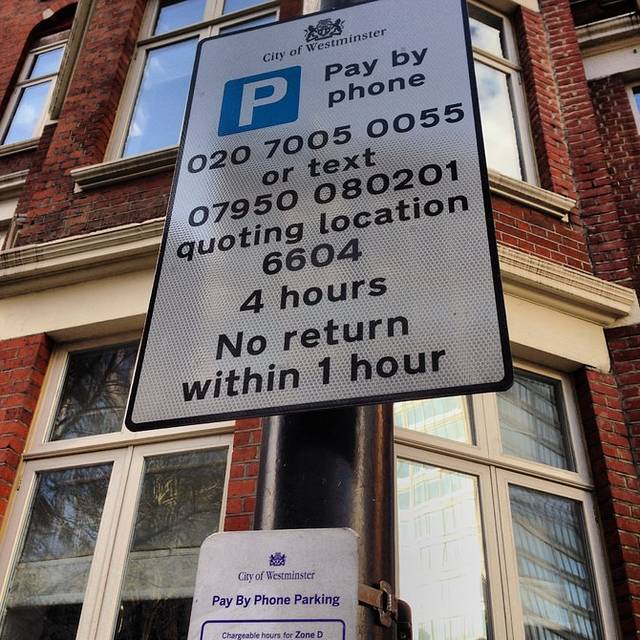 City of Westminster
P Pay by
phone
020 7005 0055
or text
07950 080201
quoting location
6604
4 hours
No return
within 1 hour
City of Westminster
Pay By Phone Parking
Chargeable hours for Zone D